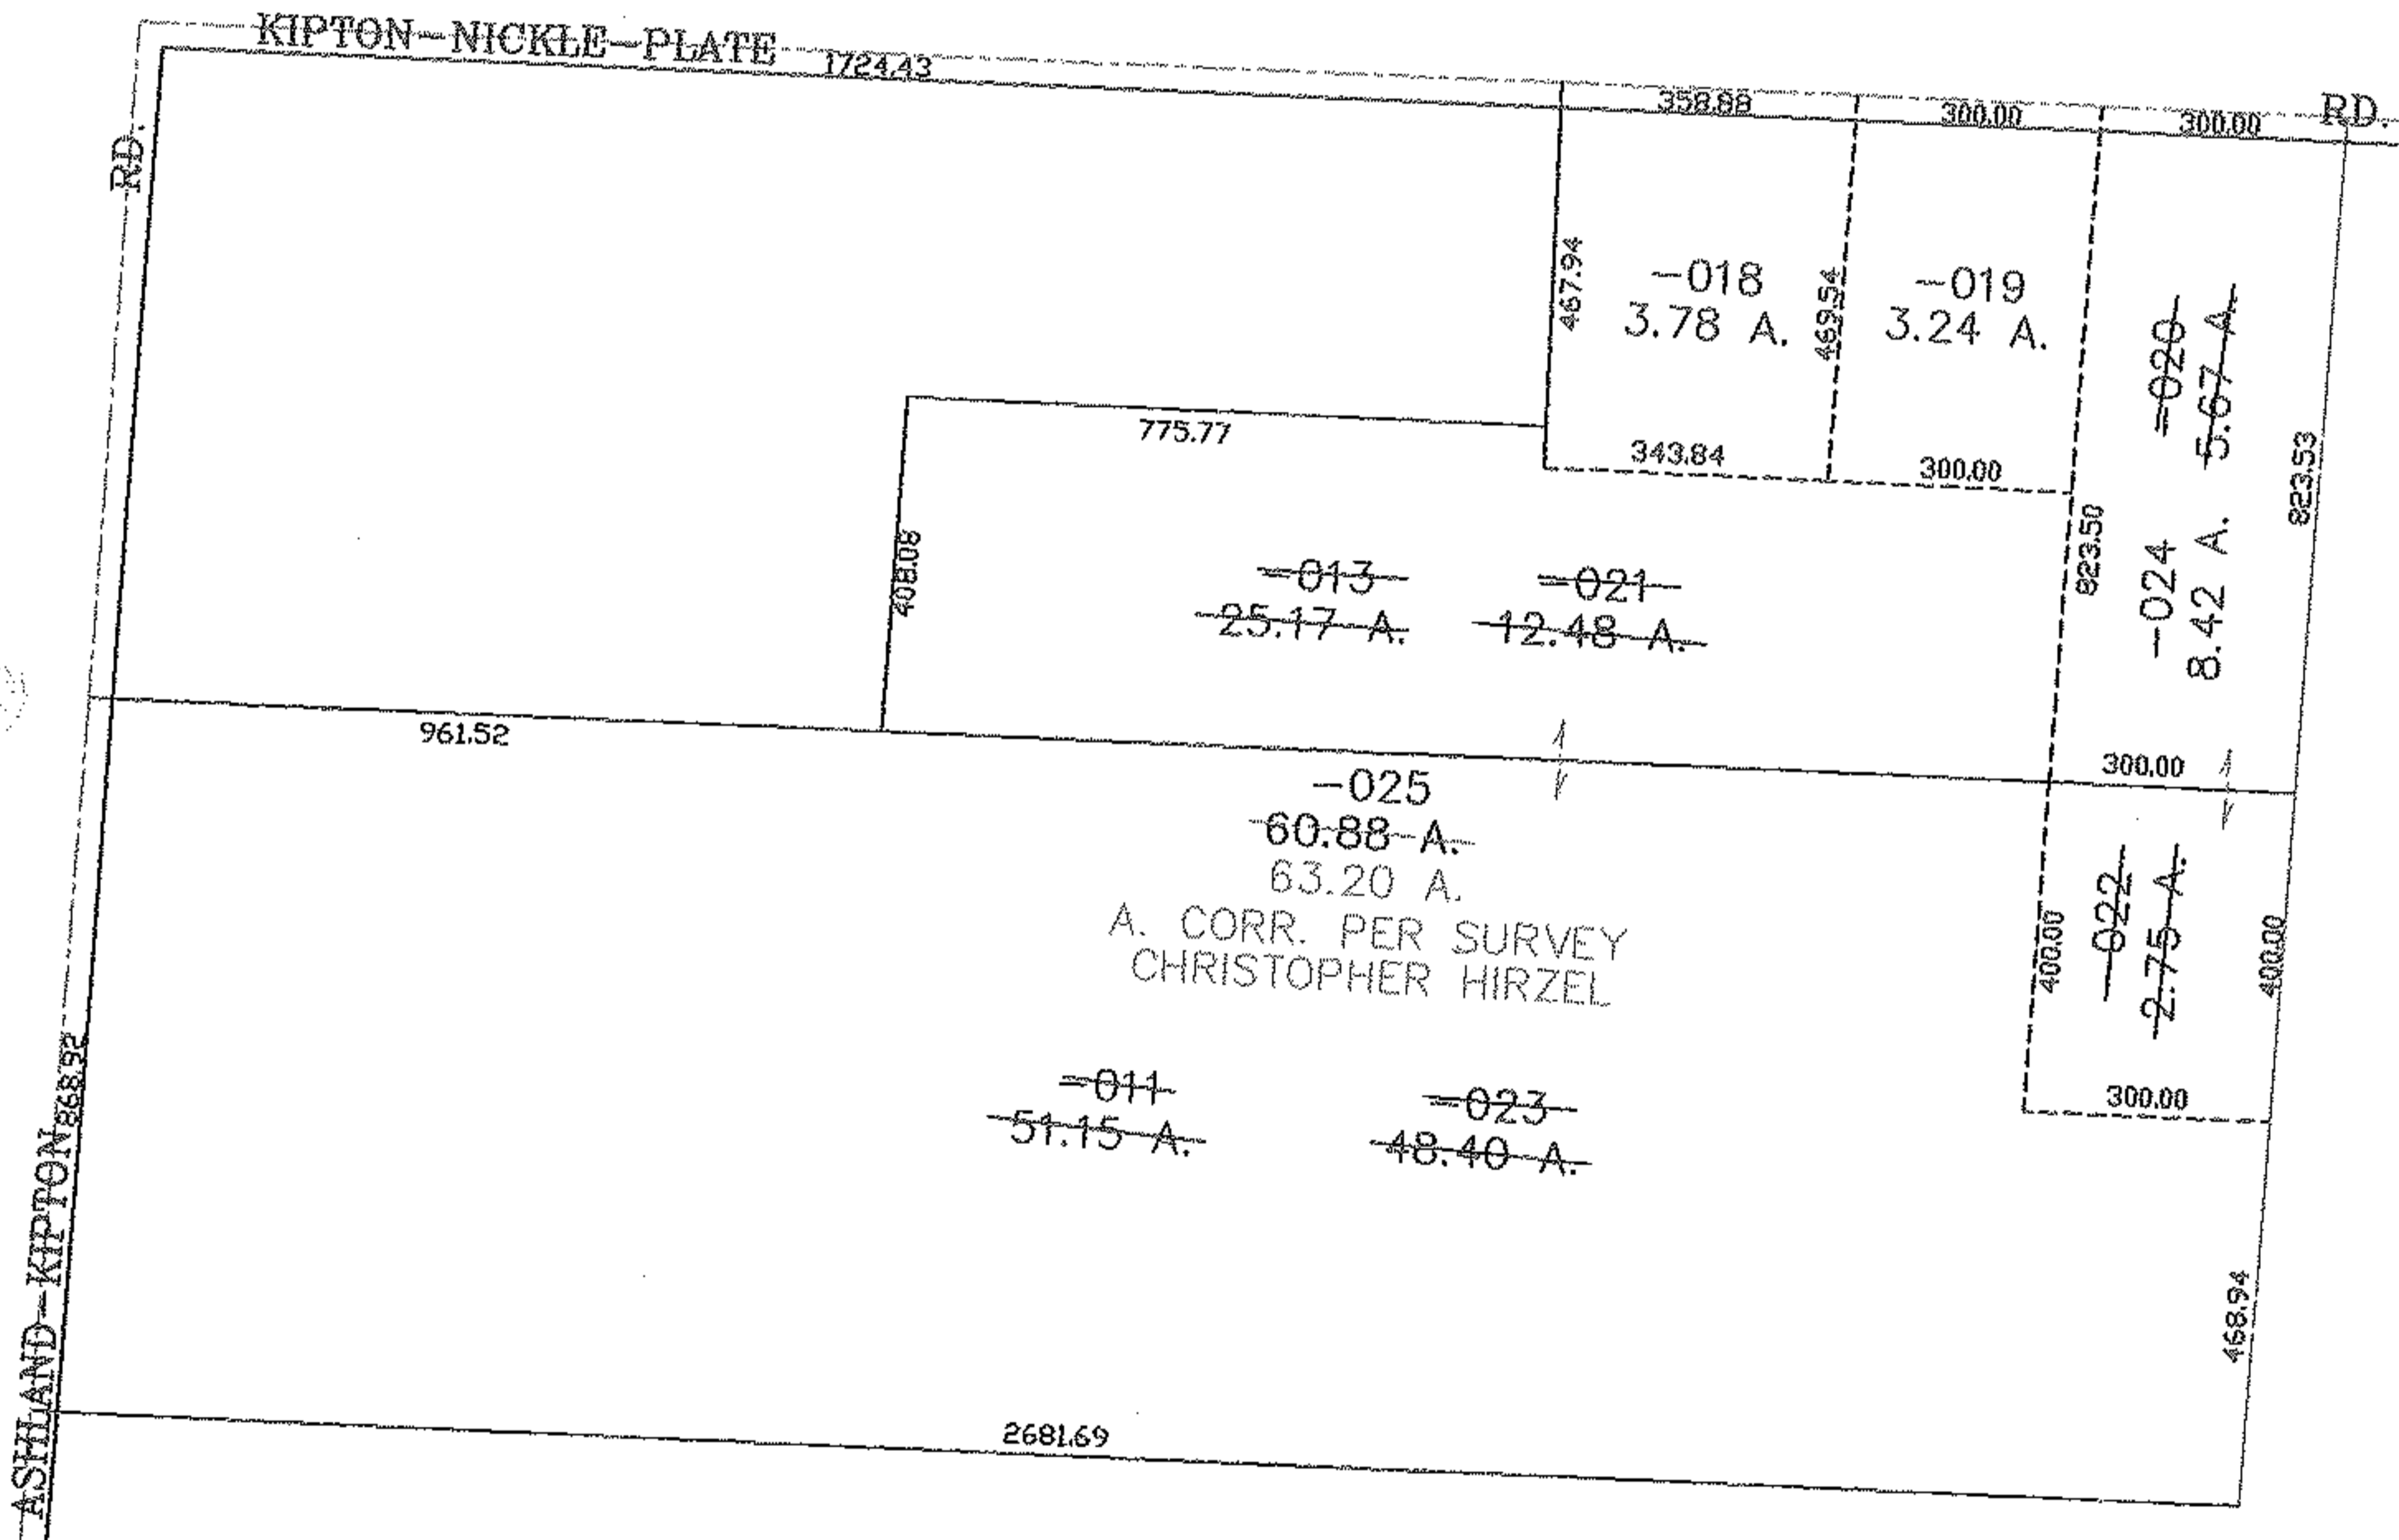 KIPTON-NICKLE-PLATE
RD.
1724.43
358.88
300.00
300.00
RD.
467.94
-018
3.78 A.
469.54
-019
3.24 A.
-020
5.67 A.
823.53
775.77
343.84
300.00
408.08
-013
25.17 A.
-021
12.48 A.
823.50
-024
8.42 A.
961.52
300.00
-025
60.88 A.
63.20 A.
A. CORR. PER SURVEY
CHRISTOPHER HIRZEL
400.00
-022
2.75 A.
400.00
300.00
868.92
-011
51.15 A.
-023
48.40 A.
468.94
ASHLAND-KIPTON
2681.69